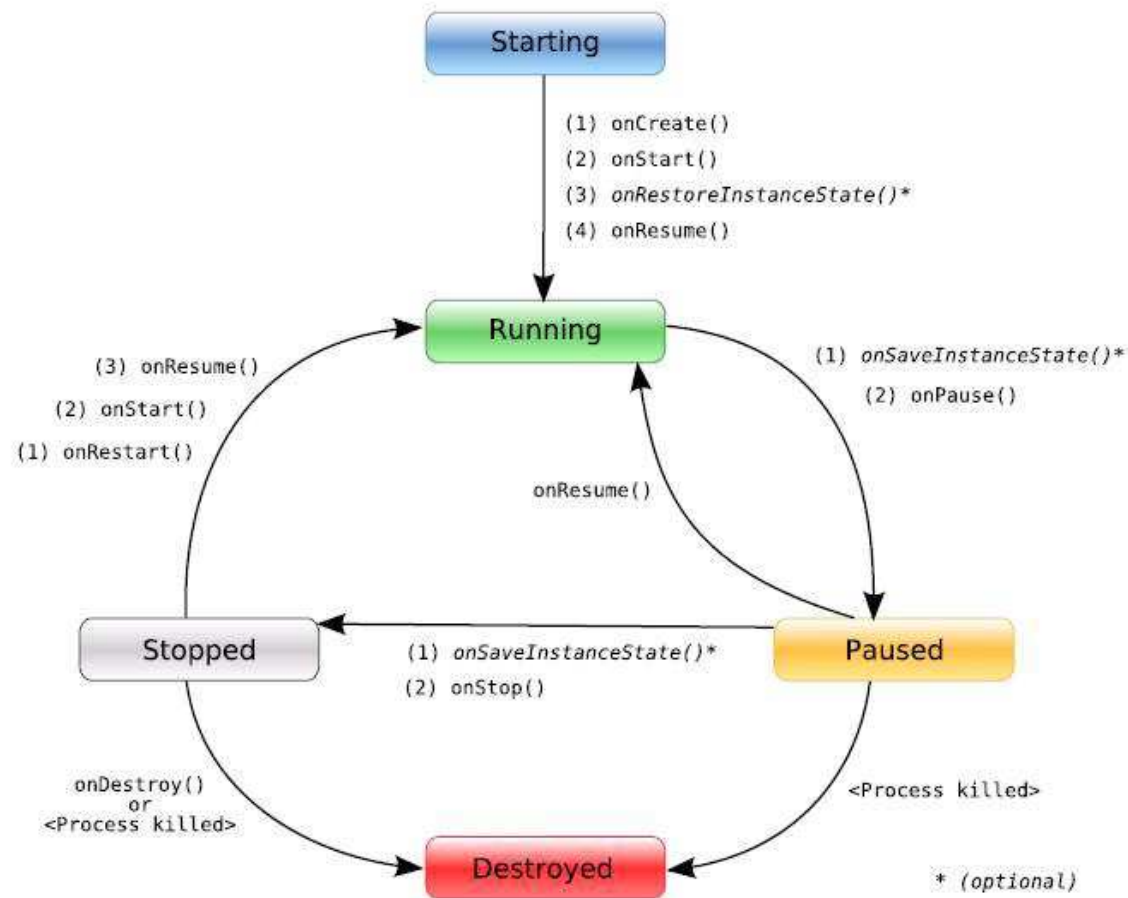 Starting
(1) onCreate()
(2) onStart()
(3) onRestoreInstanceState()*
(4) onResume()
Running
(3) onResume()
(2) onStart()
(1) onRestart()
(1) onSaveInstanceState()*
(2) onPause()
onResume()
Stopped
(1) onSaveInstanceState()*
(2) onStop()
Paused
onDestroy()
or
<Process killed>
<Process killed>
Destroyed
* (optional)